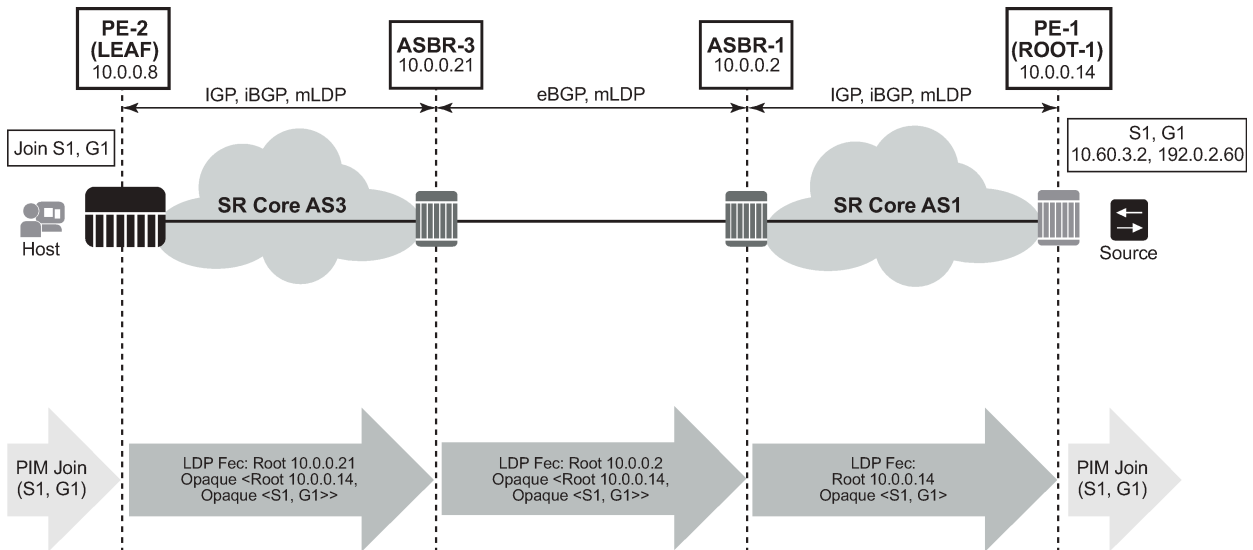 PE-2
(LEAF)
10.0.0.8
ASBR-3
10.0.0.21
ASBR-1
10.0.0.2
PE-1
(ROOT-1)
10.0.0.14
IGP, iBGP, mLDP
eBGP, mLDP
IGP, iBGP, mLDP
Join S1, G1
S1, G1
10.60.3.2, 192.0.2.60
SR Core AS3
SR Core AS1
Host
Source
PIM Join
(S1, G1)
LDP Fec: Root 10.0.0.21
Opaque <Root 10.0.0.14,
Opaque <S1, G1>>
LDP Fec: Root 10.0.0.2
Opaque <Root 10.0.0.14,
Opaque <S1, G1>>
LDP Fec:
Root 10.0.0.14
Opaque <S1, G1>
PIM Join
(S1, G1)